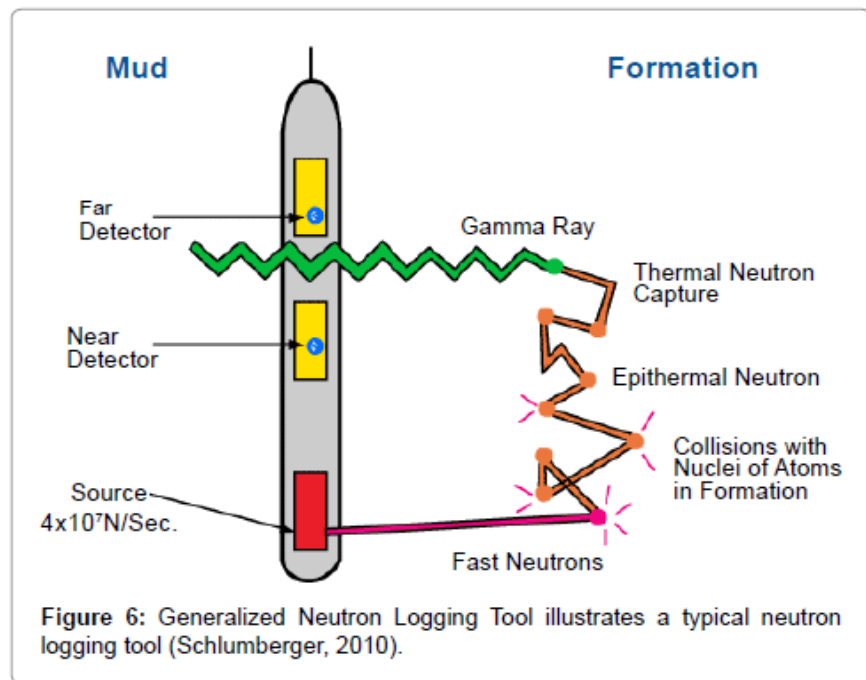 Mud
Formation
Far
Detector
Gamma Ray
Thermal Neutron
Capture
Near
Detector
Epithermal Neutron
Collisions with
Nuclei of Atoms
in Formation
Source
4x10⁷N/Sec.
Fast Neutrons
Figure 6: Generalized Neutron Logging Tool illustrates a typical neutron
logging tool (Schlumberger, 2010).